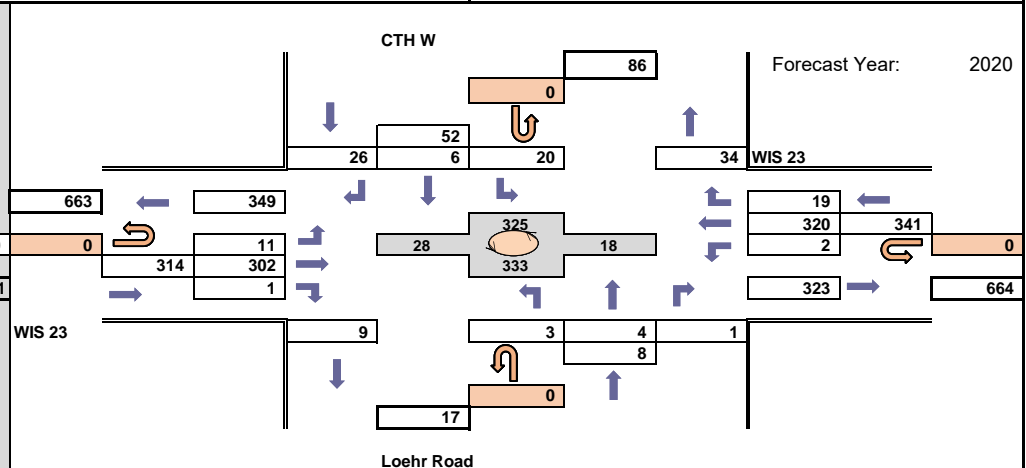 CTH W
86
Forecast Year: 2020
0
52
26 6 20 34 WIS 23
663 349 19
325 320 341
0 11 28 18 2 0
314 302 333
1 323 664
WIS 23 9 3 4 1
8
0
17
Loehr Road